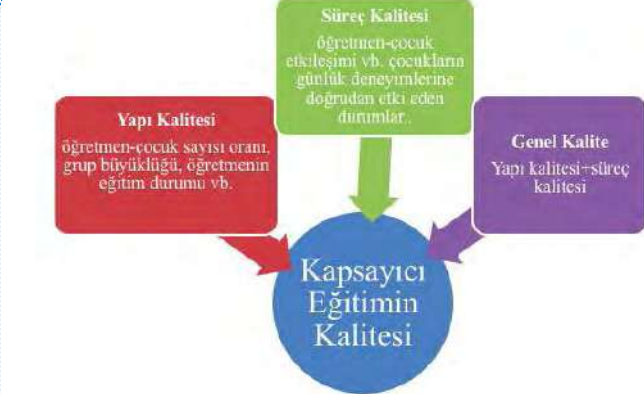 Süreç Kalitesi
öğretmen-çocuk
etkileşimi vb. çocukların
günlük deneyimlerine
doğrudan etki eden
durumlar..
Yapı Kalitesi
öğretmen-çocuk sayısı oranı,
grup büyüklüğü, öğretmenin
eğitim durumu vb.
Genel Kalite
Yapı kalitesi+süreç
kalitesi
Kapsayıcı
Eğitimin
Kalitesi